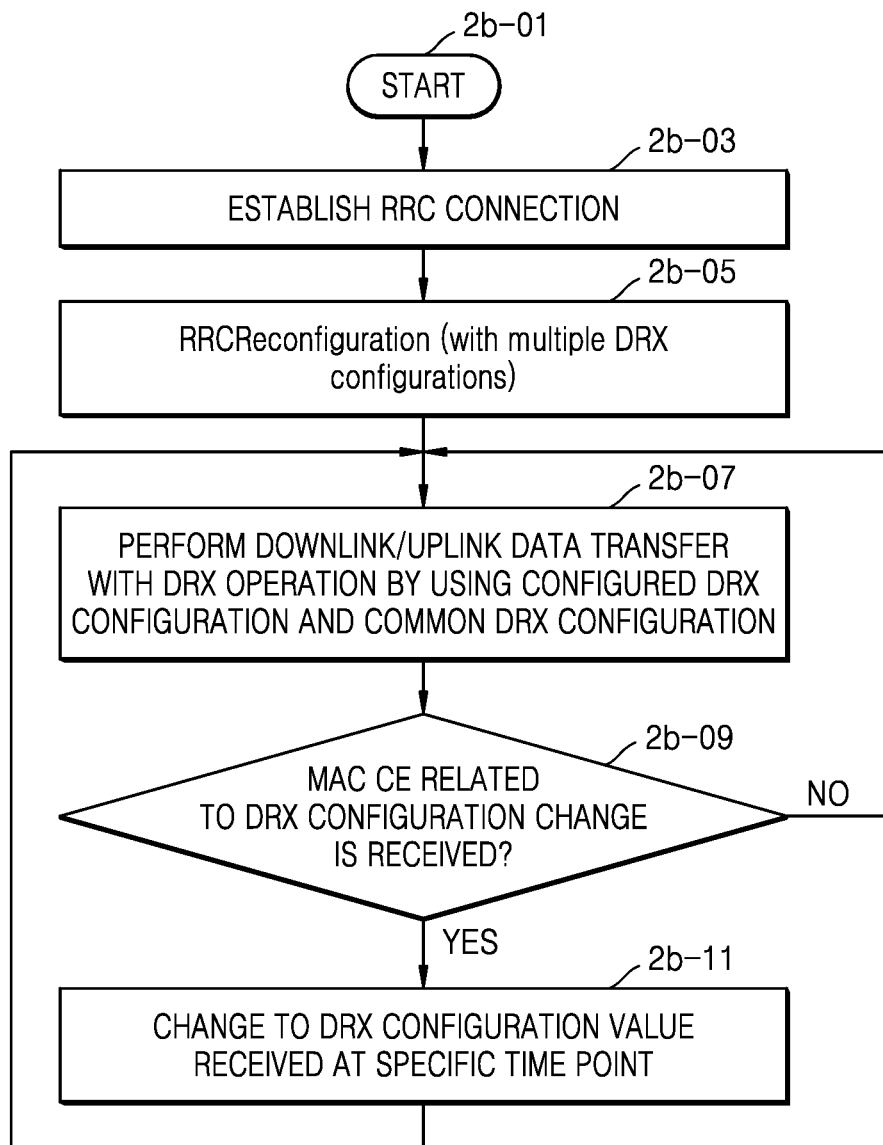 2b-01
START
2b-03
ESTABLISH RRC CONNECTION
2b-05
RRCReconfiguration (with multiple DRX
configurations)
2b-07
PERFORM DOWNLINK/UPLINK DATA TRANSFER
WITH DRX OPERATION BY USING CONFIGURED DRX
CONFIGURATION AND COMMON DRX CONFIGURATION
2b-09
MAC CE RELATED
TO DRX CONFIGURATION CHANGE
IS RECEIVED?
NO
YES
2b-11
CHANGE TO DRX CONFIGURATION VALUE
RECEIVED AT SPECIFIC TIME POINT